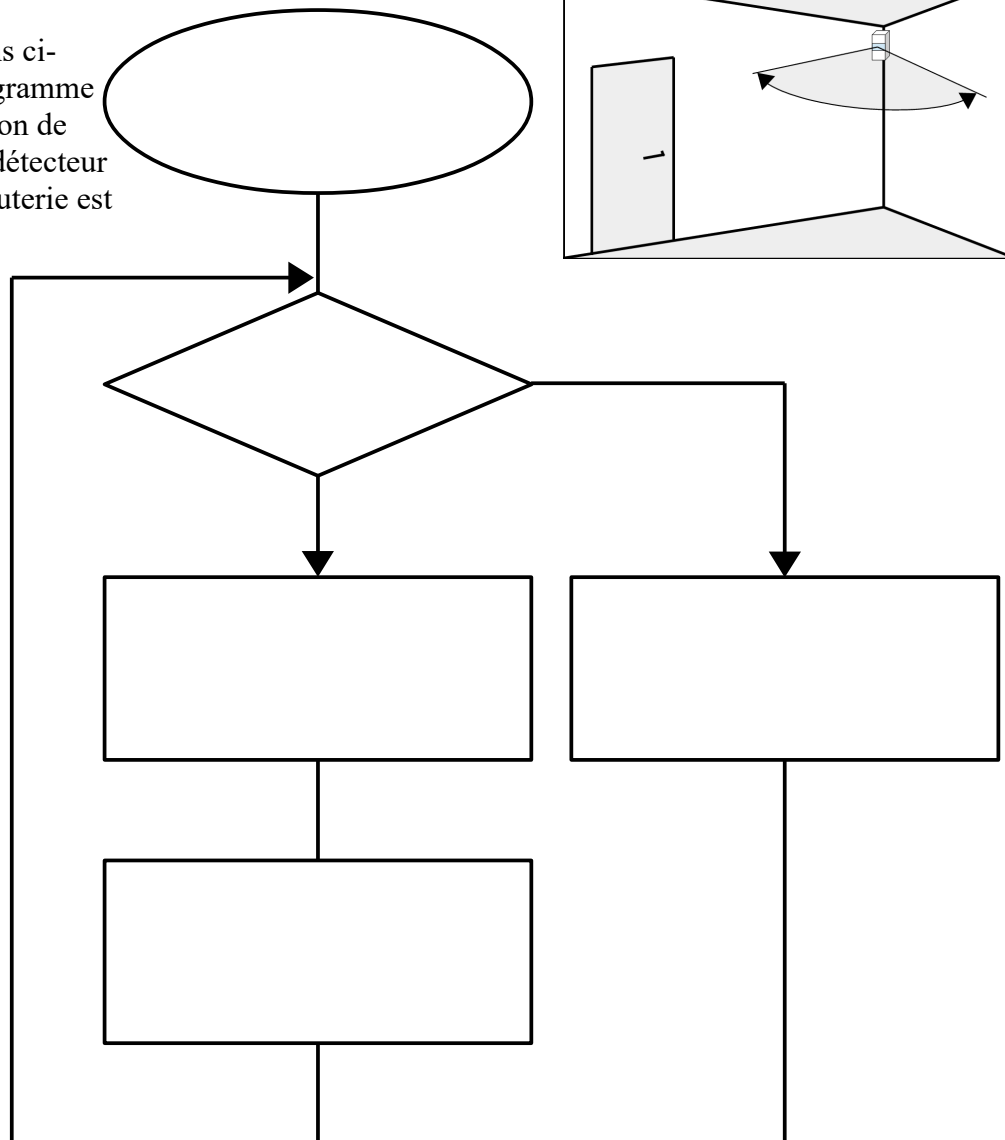 s ci-
gramme
on de
détecteur
uterie est